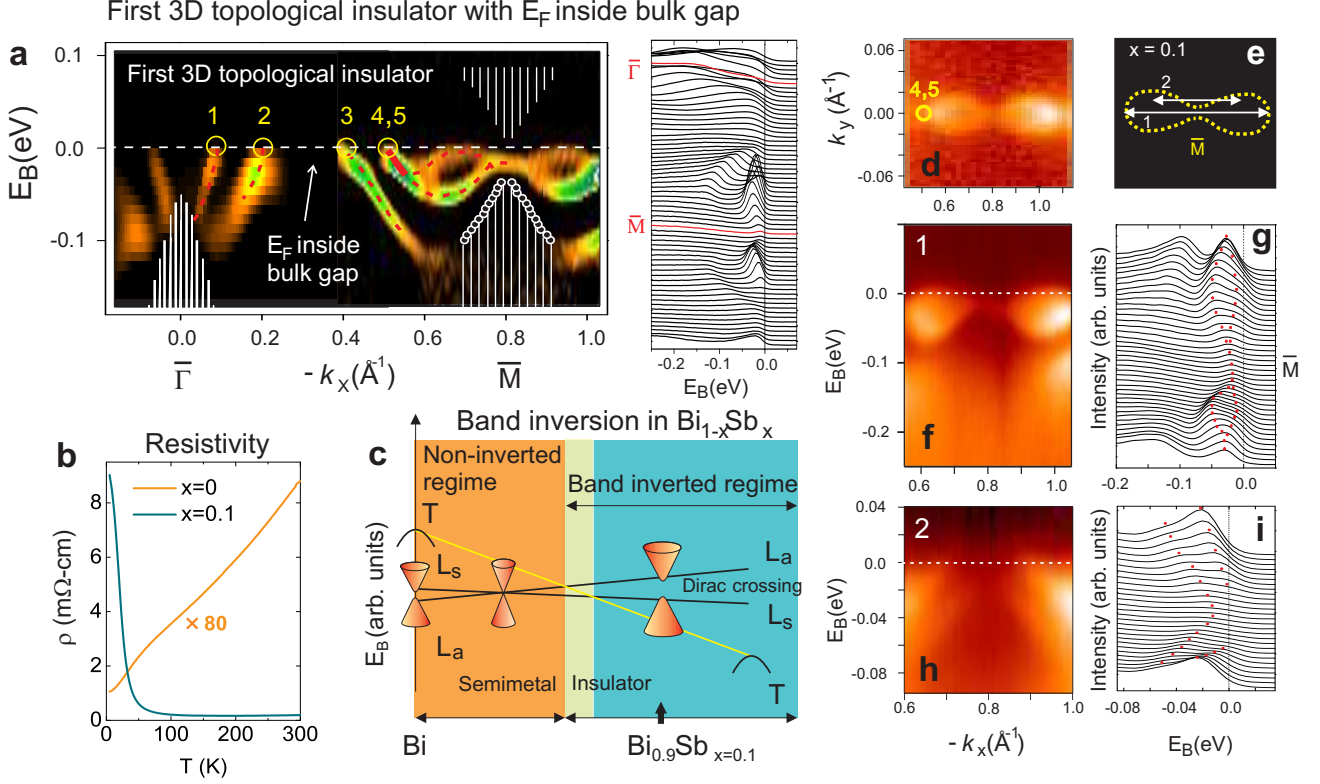 First 3D topological insulator with E_F inside bulk gap
a
First 3D topological insulator
1
2
3
4,5
E_F inside
bulk gap
E_B(eV)
0.1
0.0
-0.1
0.0
0.2
0.4
0.6
0.8
1.0
Γ̅
- k_x(Å⁻¹)
M̅
Γ̅
M̅
-0.2
-0.1
0.0
E_B(eV)
k_y (Å⁻¹)
0.06
0.00
-0.06
4,5
d
0.6
0.8
1.0
x = 0.1
e
2
1
M̅
1
f
E_B(eV)
0.0
-0.1
-0.2
0.6
0.8
1.0
g
Intensity (arb. units)
M̅
-0.2
-0.1
0.0
b
Resistivity
x=0
x=0.1
× 80
ρ (mΩ-cm)
8
6
4
2
0
0
100
200
300
T (K)
Band inversion in Bi_{1-x}Sb_x
c
Non-inverted
regime
Band inverted regime
T
L_s
L_a
L_a
Dirac crossing
L_s
T
Semimetal
Insulator
E_B (arb. units)
Bi
Bi_{0.9}Sb_{x=0.1}
2
h
E_B(eV)
0.04
0.0
-0.04
-0.08
0.6
0.8
1.0
- k_x(Å⁻¹)
i
Intensity (arb. units)
-0.08
-0.04
0.0
E_B(eV)